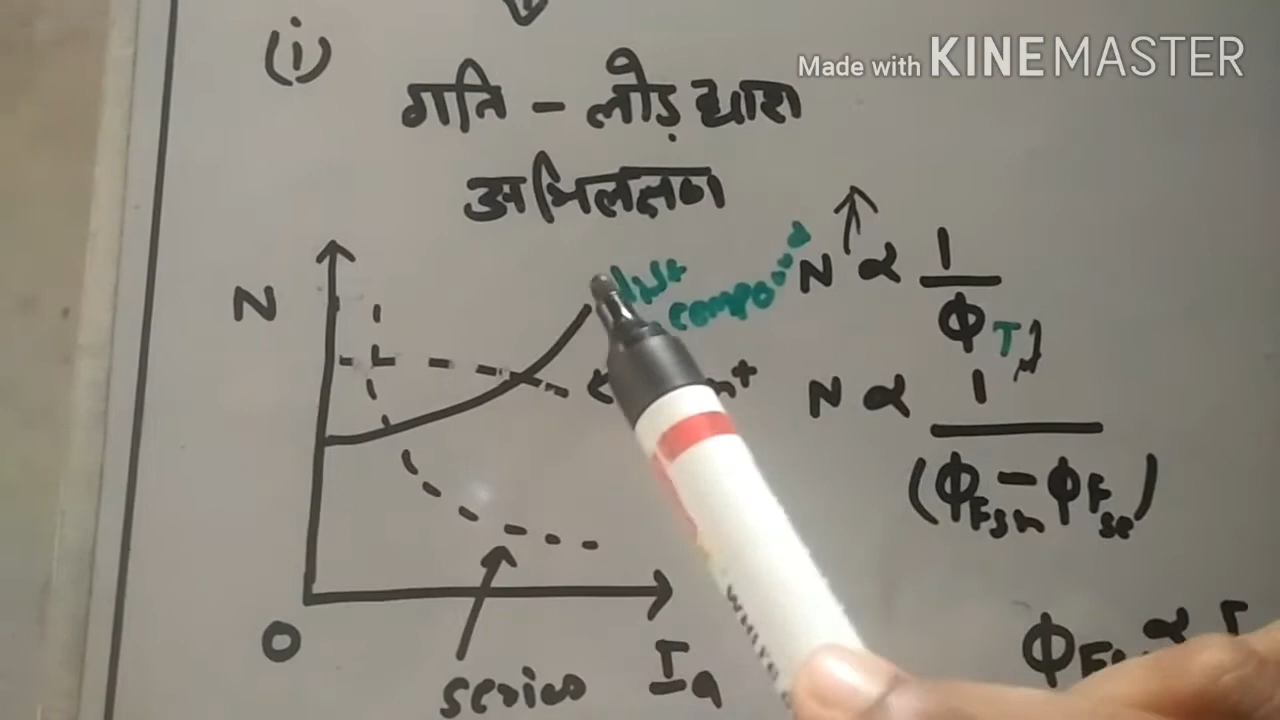 Made with KINEMASTER
(i)
गति - लोड़ द्वारा
अभिलक्षण
N
compound
N ∝ 1/ΦT
N ∝ 1/(ΦFsh - ΦFse)
O
series
Ia